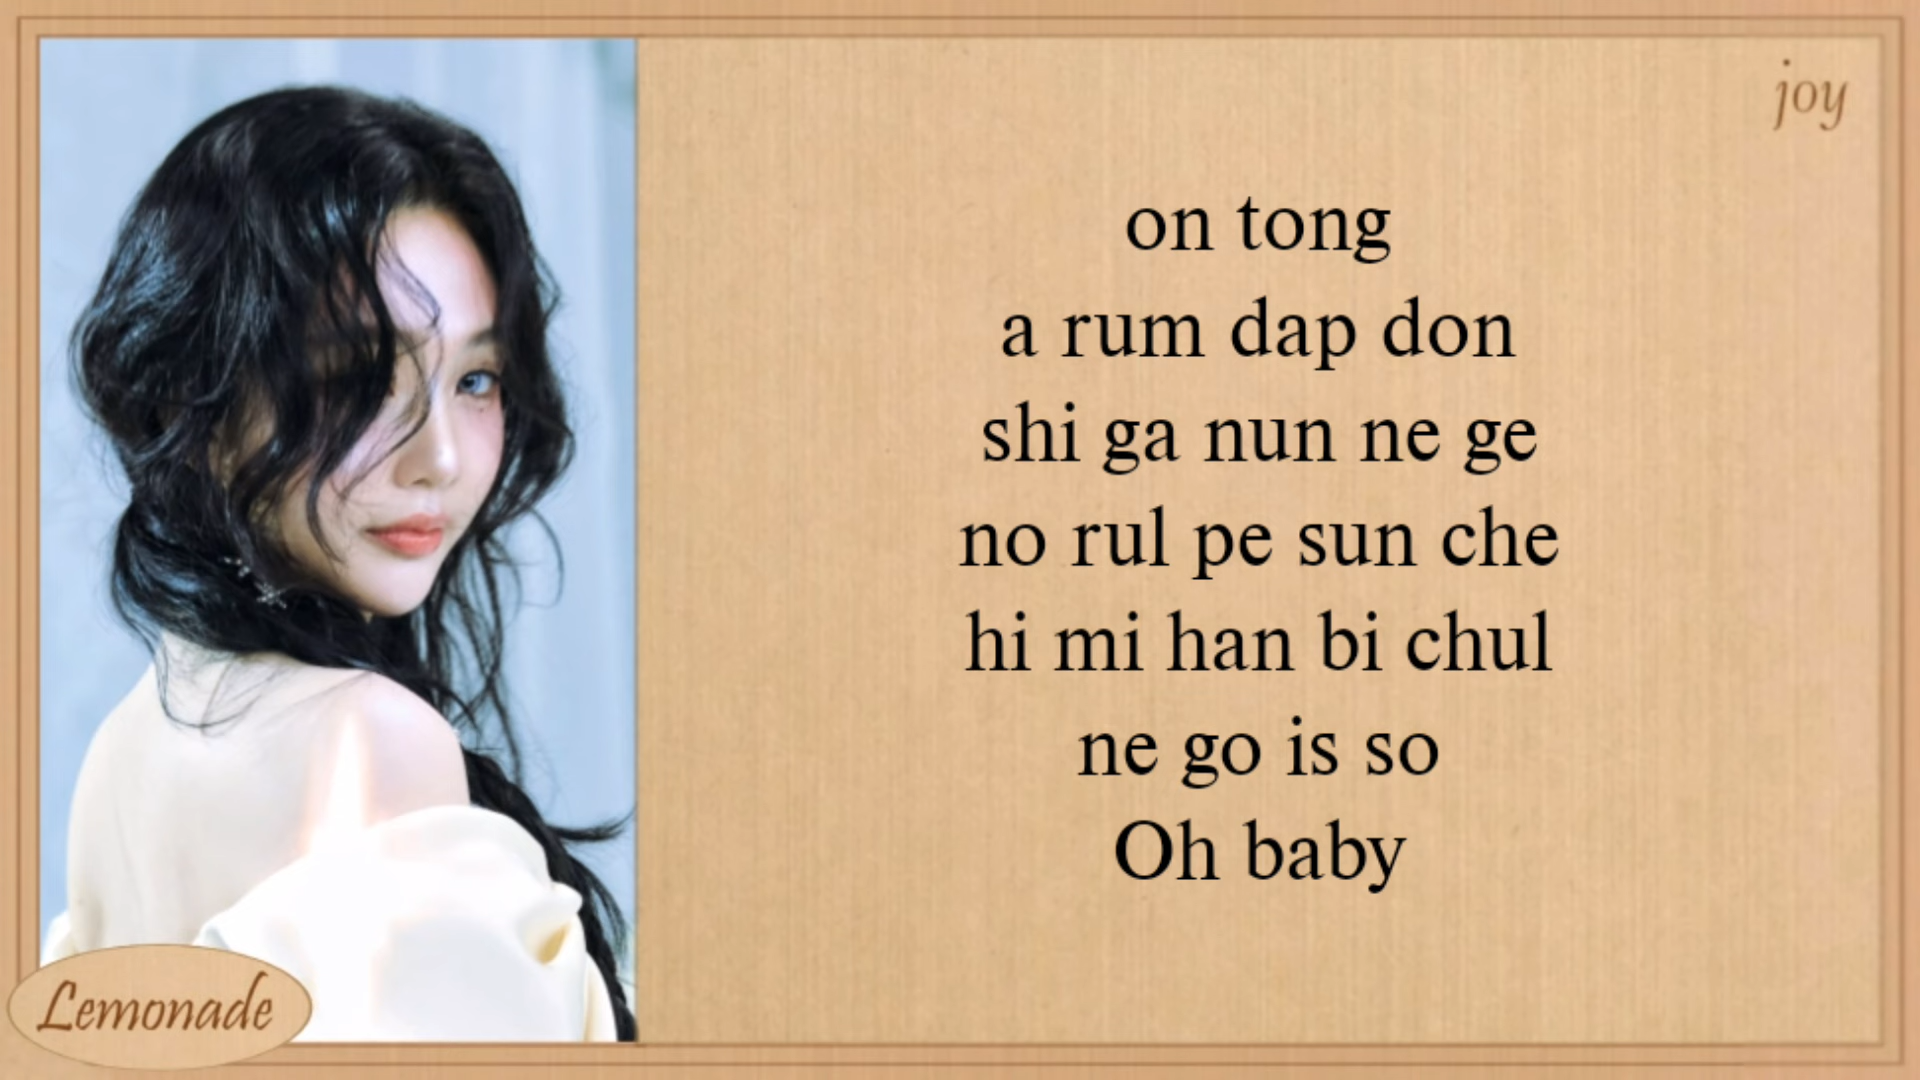 joy
on tong
a rum dap don
shi ga nun ne ge
no rul pe sun che
hi mi han bi chul
ne go is so
Oh baby
Lemonade